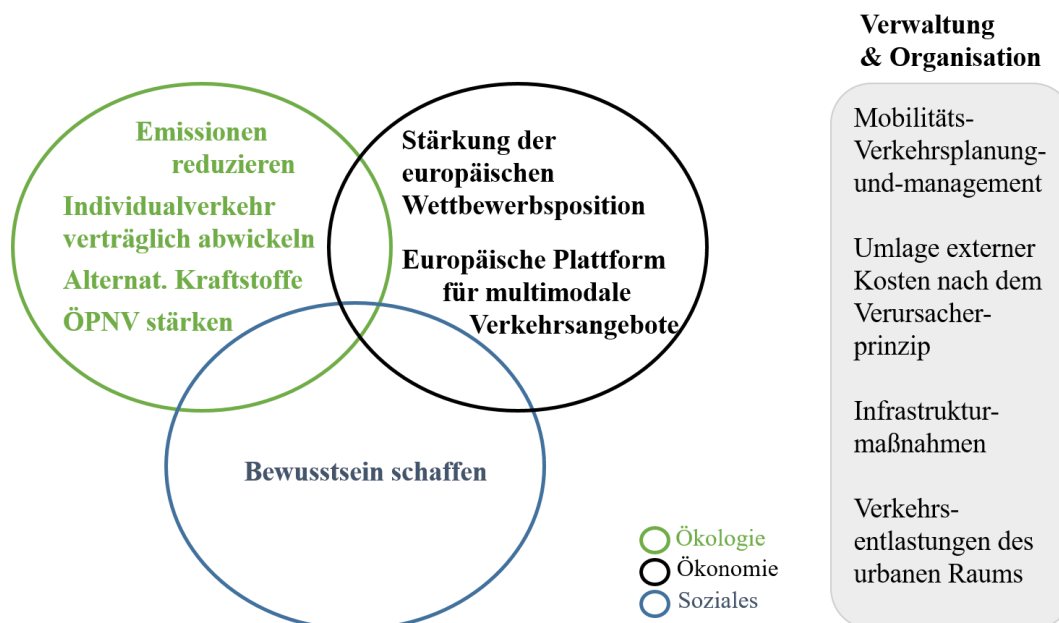 Verwaltung
& Organisation
Emissionen
reduzieren
Individualverkehr
verträglich abwickeln
Alternat. Kraftstoffe
ÖPNV stärken
Stärkung der
europäischen
Wettbewerbsposition
Europäische Plattform
für multimodale
Verkehrsangebote
Bewusstsein schaffen
Ökologie
Ökonomie
Soziales
Mobilitäts-
Verkehrsplanung-
und-management
Umlage externer
Kosten nach dem
Verursacher-
prinzip
Infrastruktur-
maßnahmen
Verkehrs-
entlastungen des
urbanen Raums